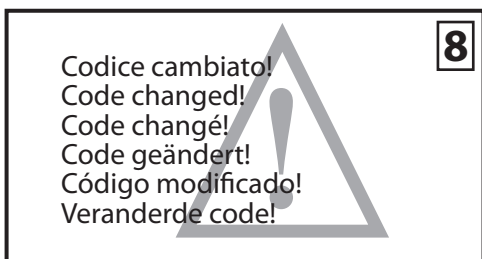 8
Codice cambiato!
Code changed!
Code changé!
Code geändert!
Código modificado!
Veranderde code!